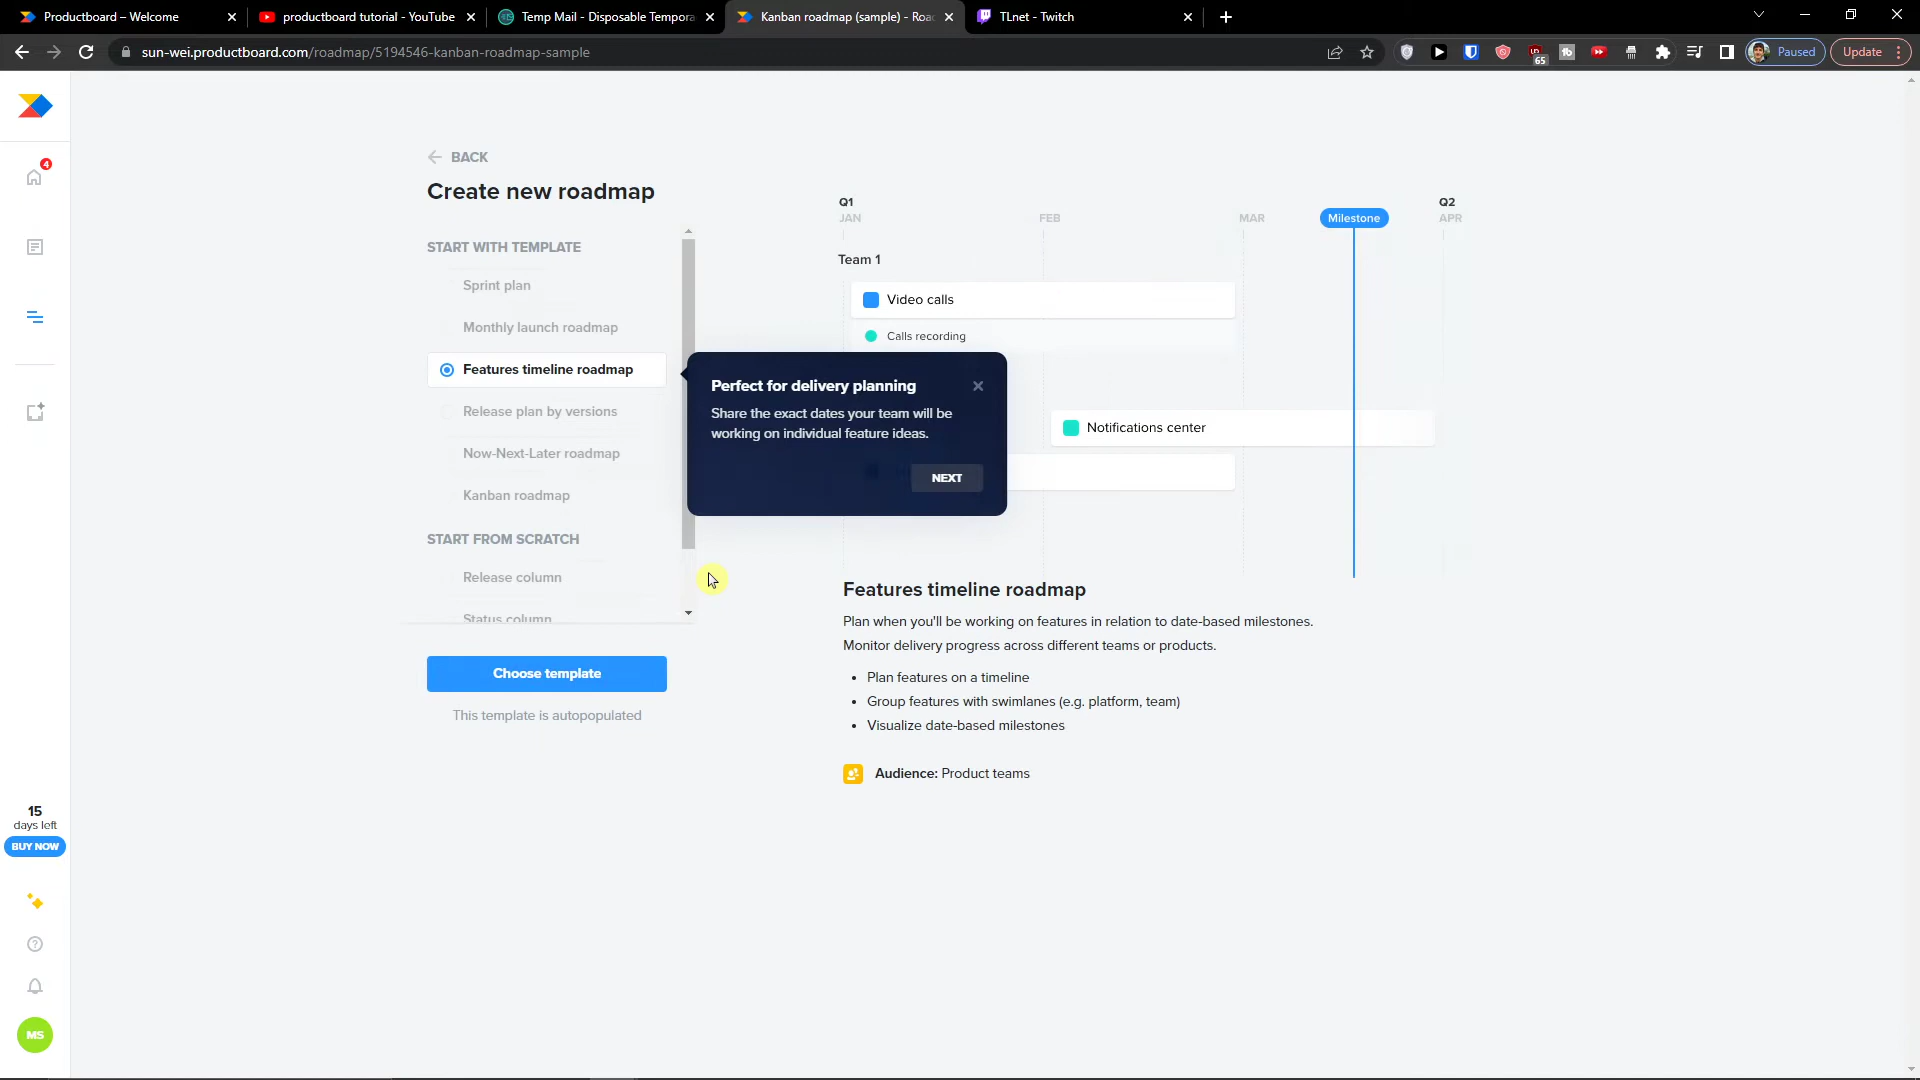 Productboard – Welcome
productboard tutorial - YouTube
Temp Mail - Disposable Tempora
Kanban roadmap (sample) - Roa
TLnet - Twitch
sun-wei.productboard.com/roadmap/5194546-kanban-roadmap-sample
65
Paused
Update
4
BACK
Create new roadmap
START WITH TEMPLATE
Sprint plan
Monthly launch roadmap
Features timeline roadmap
Release plan by versions
Now-Next-Later roadmap
Kanban roadmap
START FROM SCRATCH
Release column
Status column
Choose template
This template is autopopulated
Q1
JAN
FEB
MAR
Milestone
Q2
APR
Team 1
Video calls
Calls recording
Perfect for delivery planning
Share the exact dates your team will be
working on individual feature ideas.
NEXT
Notifications center
Features timeline roadmap
Plan when you'll be working on features in relation to date-based milestones.
Monitor delivery progress across different teams or products.
• Plan features on a timeline
• Group features with swimlanes (e.g. platform, team)
• Visualize date-based milestones
Audience: Product teams
15
days left
BUY NOW
MS